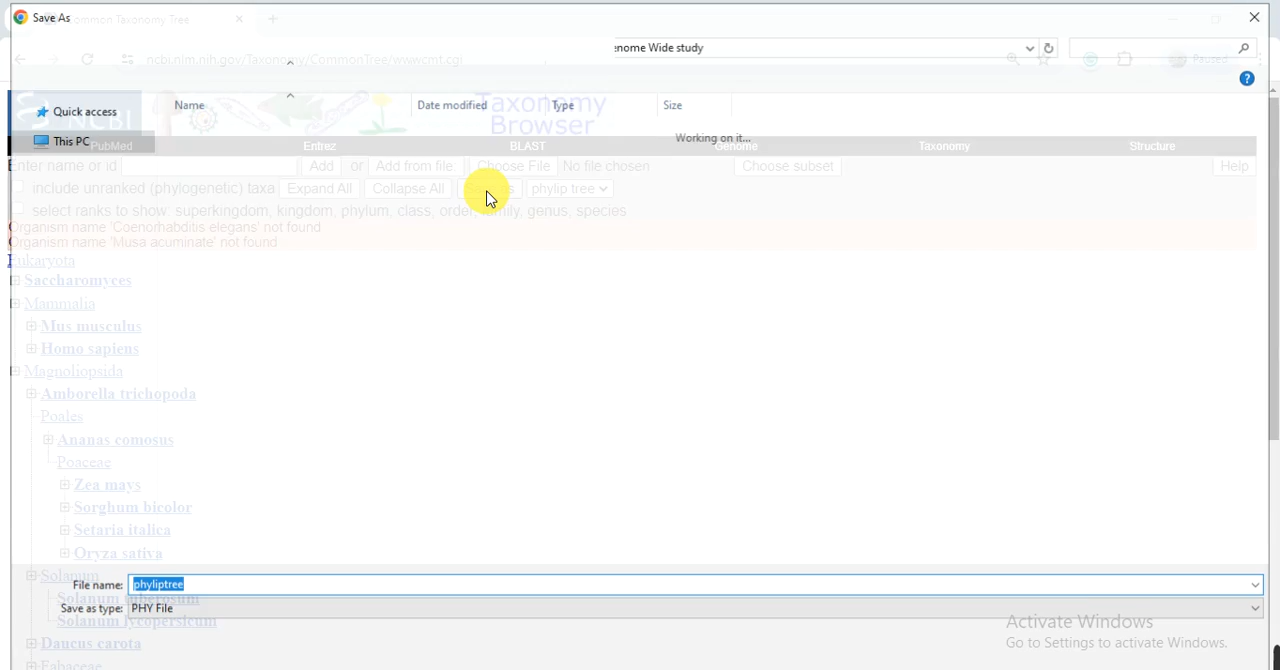 Save As
Common Taxonomy Tree
enome Wide study
ncbi.nlm.nih.gov/Taxonomy/CommonTree/wwwcmt.cgi
Paused
Quick access
Name
Date modified
Type
Size
NCBI
Taxonomy
Browser
This PC
Working on it...
PubMed Entrez BLAST Genome Taxonomy Structure
Enter name or id Add or Add from file Choose File No file chosen Choose subset Help
include unranked (phylogenetic) taxa Expand All Collapse All phylip tree
select ranks to show: superkingdom, kingdom, phylum, class, order, family, genus, species
Organism name 'Coenorhabditis elegans' not found
Organism name 'Musa acuminate' not found
Eukaryota
Saccharomyces
Mammalia
Mus musculus
Homo sapiens
Magnoliopsida
Amborella trichopoda
Poales
Ananas comosus
Poaceae
Zea mays
Sorghum bicolor
Setaria italica
Oryza sativa
Solanum
File name: phyliptree
Solanum tuberosum
Save as type: PHY File
Solanum lycopersicum
Daucus carota
Fabaceae
Activate Windows
Go to Settings to activate Windows.